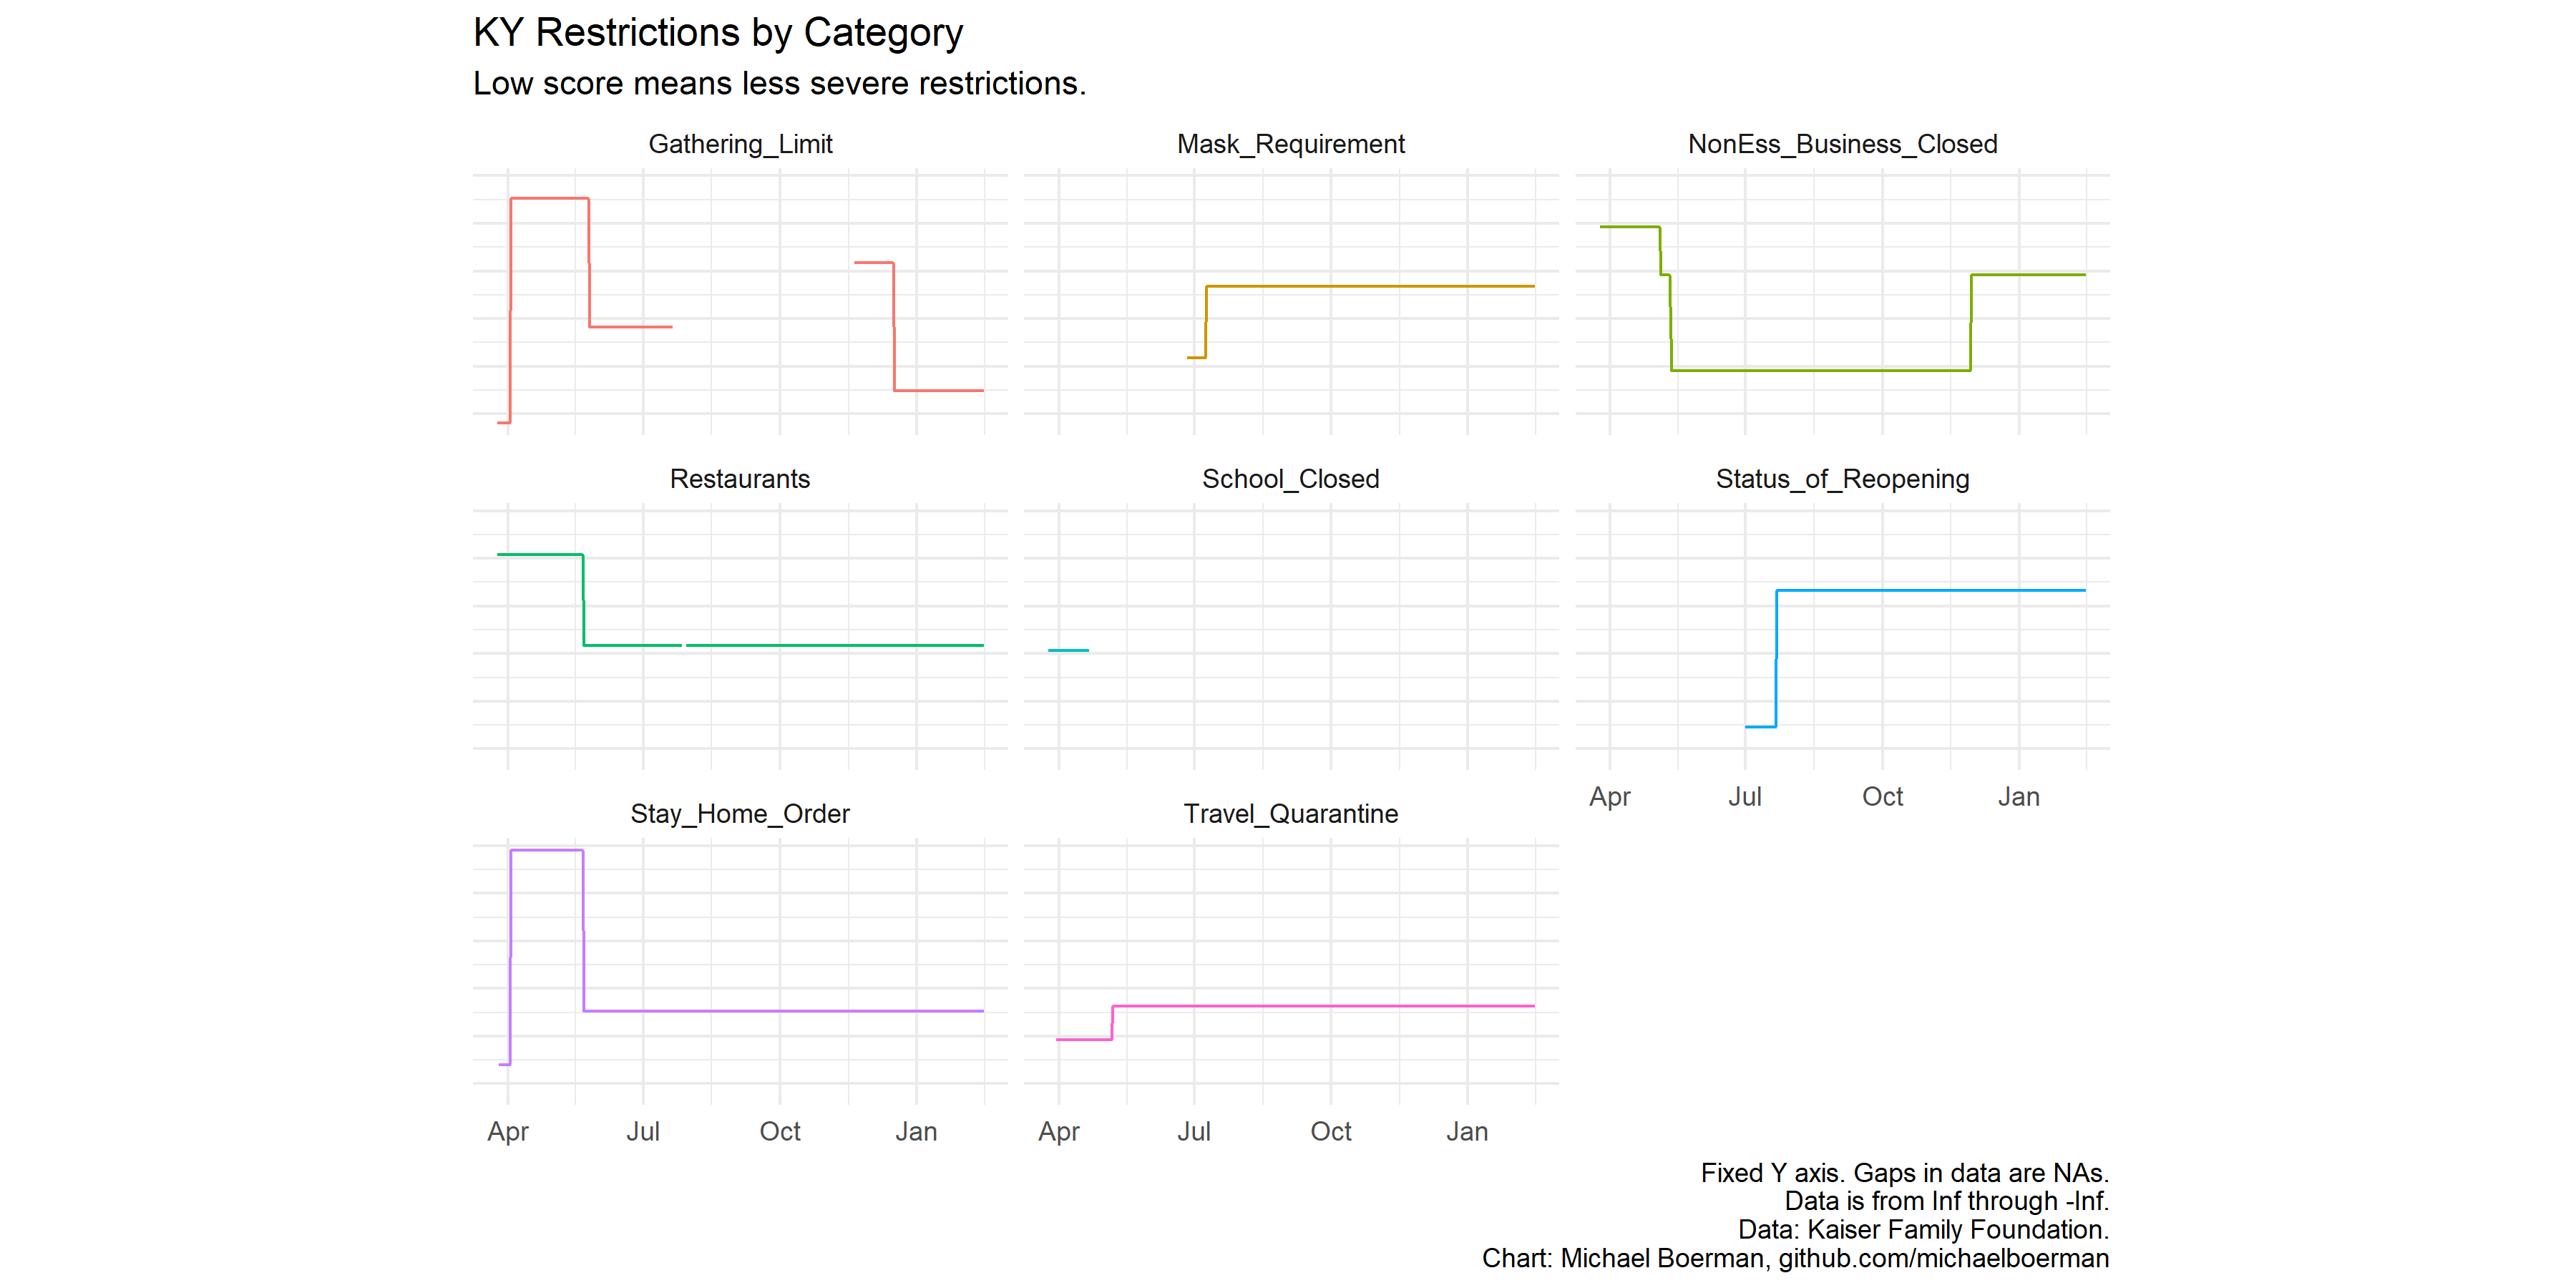 KY Restrictions by Category
Low score means less severe restrictions.
Gathering_Limit
Mask_Requirement
NonEss_Business_Closed
Restaurants
School_Closed
Status_of_Reopening
Apr Jul Oct Jan
Stay_Home_Order
Travel_Quarantine
Apr Jul Oct Jan
Apr Jul Oct Jan
Fixed Y axis. Gaps in data are NAs.
Data is from Inf through -Inf.
Data: Kaiser Family Foundation.
Chart: Michael Boerman, github.com/michaelboerman